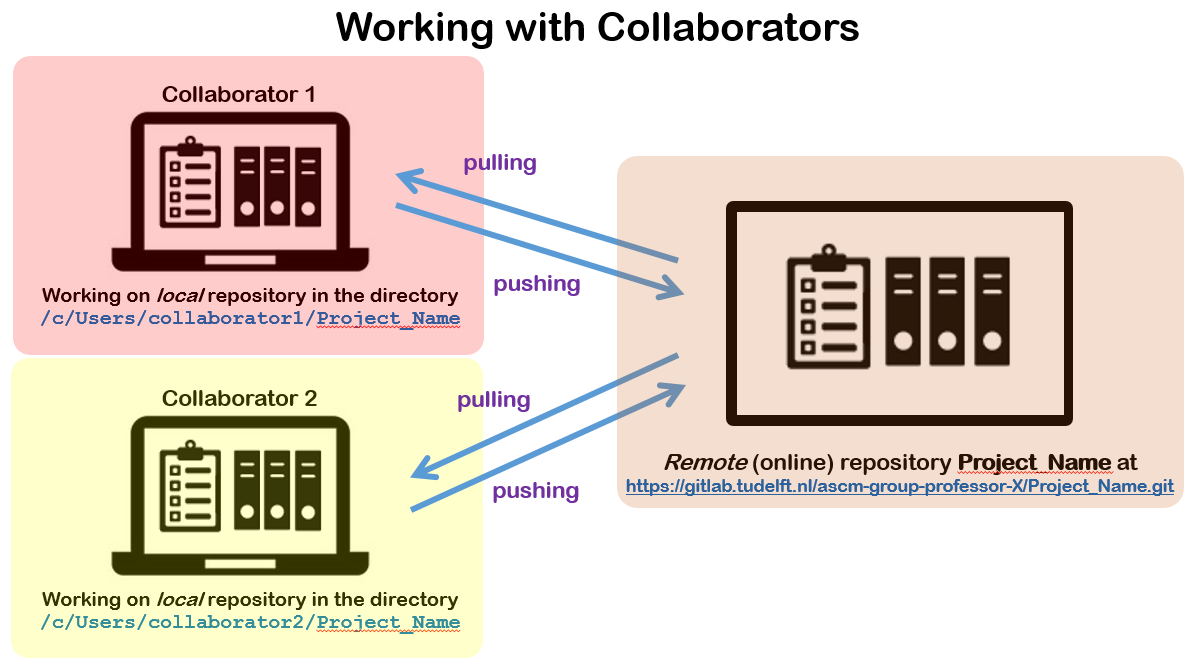 Working with Collaborators
Collaborator 1
Working on local repository in the directory
/c/Users/collaborator1/Project_Name
pulling
pushing
Collaborator 2
Working on local repository in the directory
/c/Users/collaborator2/Project_Name
pulling
pushing
Remote (online) repository Project_Name at
https://gitlab.tudelft.nl/ascm-group-professor-X/Project_Name.git